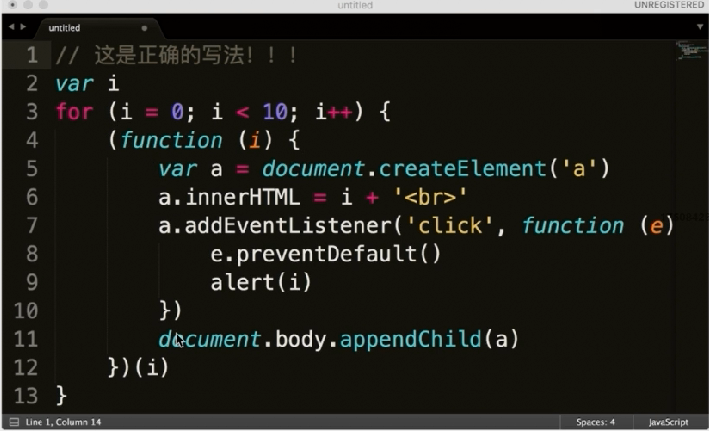 untitled
UNREGISTERED
untitled
1 // 这是正确的写法!!!
2 var i
3 for (i = 0; i < 10; i++) {
4 (function (i) {
5 var a = document.createElement('a')
6 a.innerHTML = i + '<br>'
7 a.addEventListener('click', function (e)
8 e.preventDefault()
9 alert(i)
10 })
11 document.body.appendChild(a)
12 })(i)
13 }
Line 1, Column 14
Spaces: 4
JavaScript